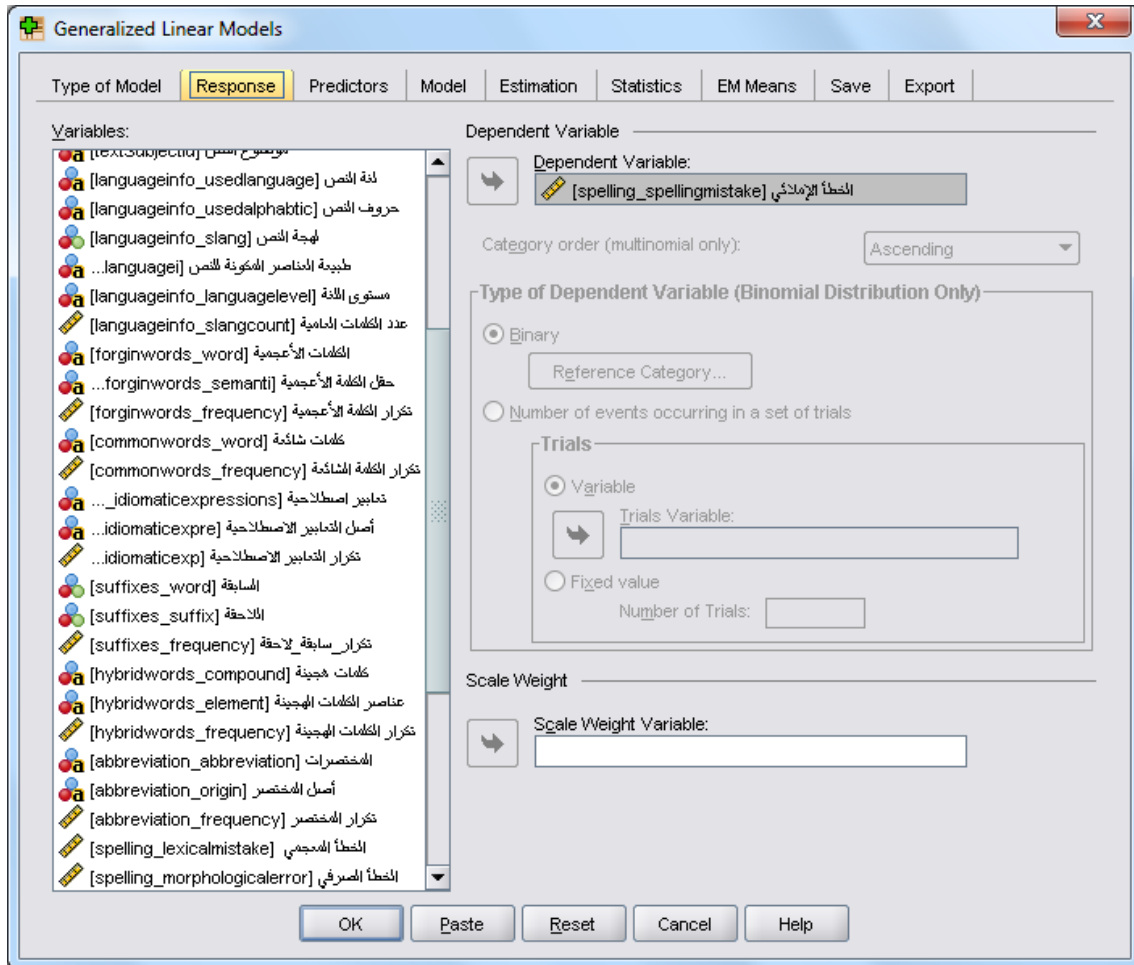 Generalized Linear Models
Type of Model Response Predictors Model Estimation Statistics EM Means Save Export
Variables:
موضوع النص [textSubjectId]
لغة النص [languageinfo_usedlanguage]
حروف النص [languageinfo_usedalphabtic]
لهجة النص [languageinfo_slang]
طبيعة العناصر المكونة للنص [languagei...
مستوى اللغة [languageinfo_languagelevel]
عدد الكلمات العامية [languageinfo_slangcount]
الكلمات الأعجمية [forginwords_word]
حقل الكلمة الأعجمية [forginwords_semanti...
تكرار الكلمة الأعجمية [forginwords_frequency]
كلمات شائعة [commonwords_word]
تكرار الكلمة الشائعة [commonwords_frequency]
تعابير اصطلاحية [idiomaticexpressions_...
أصل التعابير الاصطلاحية [idiomaticexpre...
تكرار التعابير الاصطلاحية [idiomaticexp...
السابقة [suffixes_word]
اللاحقة [suffixes_suffix]
تكرار_سابقة_لاحقة [suffixes_frequency]
كلمات هجينة [hybridwords_compound]
عناصر الكلمات الهجينة [hybridwords_element]
تكرار الكلمات الهجينة [hybridwords_frequency]
المختصرات [abbreviation_abbreviation]
أصل المختصر [abbreviation_origin]
تكرار المختصر [abbreviation_frequency]
الخطأ المعجمي [spelling_lexicalmistake]
الخطأ الصرفي [spelling_morphologicalerror]
Dependent Variable
Dependent Variable:
الخطأ الإملائي [spelling_spellingmistake]
Category order (multinomial only): Ascending
Type of Dependent Variable (Binomial Distribution Only)
Binary
Reference Category...
Number of events occurring in a set of trials
Trials
Variable
Trials Variable:
Fixed value
Number of Trials:
Scale Weight
Scale Weight Variable:
OK Paste Reset Cancel Help